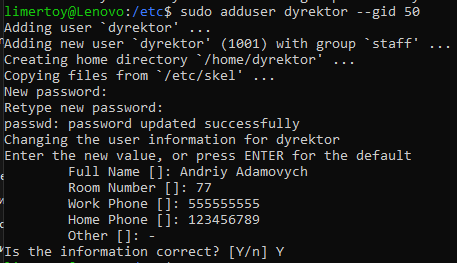 limertoy@Lenovo:/etc$ sudo adduser dyrektor --gid 50
Adding user `dyrektor' ...
Adding new user `dyrektor' (1001) with group `staff' ...
Creating home directory `/home/dyrektor' ...
Copying files from `/etc/skel' ...
New password:
Retype new password:
passwd: password updated successfully
Changing the user information for dyrektor
Enter the new value, or press ENTER for the default
Full Name []: Andriy Adamovych
Room Number []: 77
Work Phone []: 555555555
Home Phone []: 123456789
Other []: -
Is the information correct? [Y/n] Y